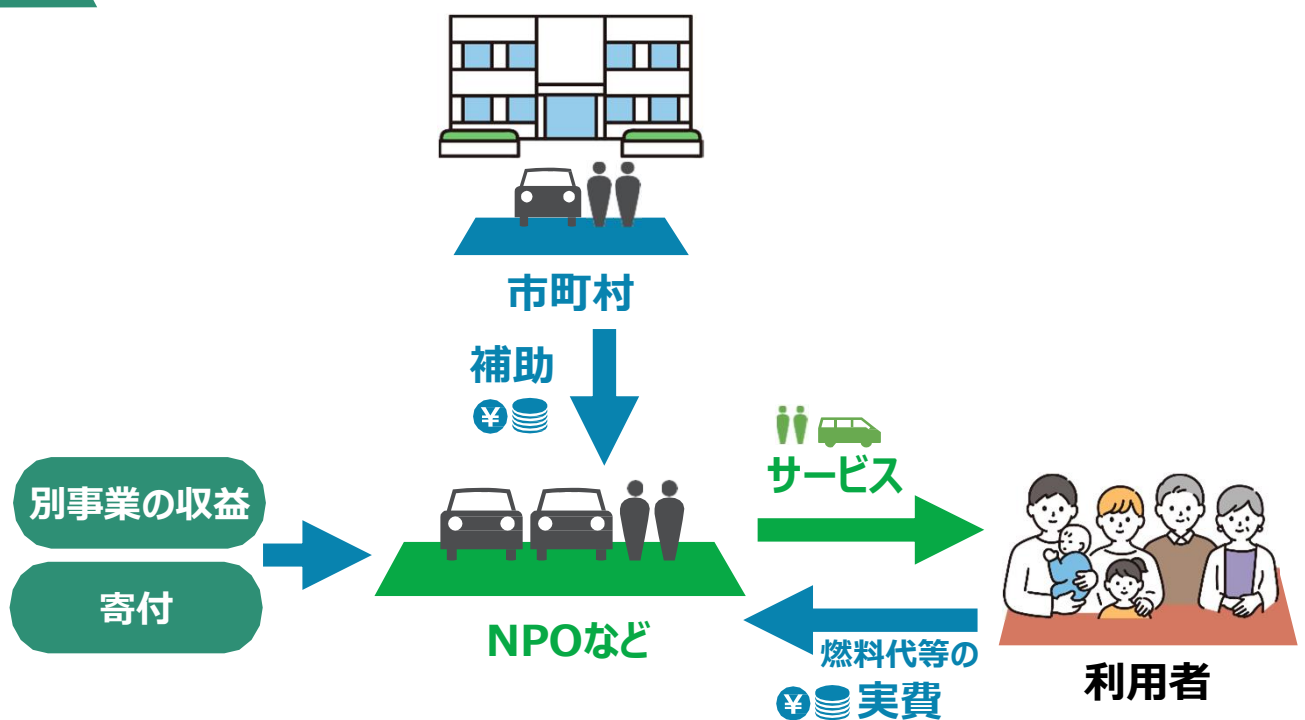 市町村
補助
¥
サービス
別事業の収益
寄付
NPOなど
燃料代等の
¥ 実費
利用者